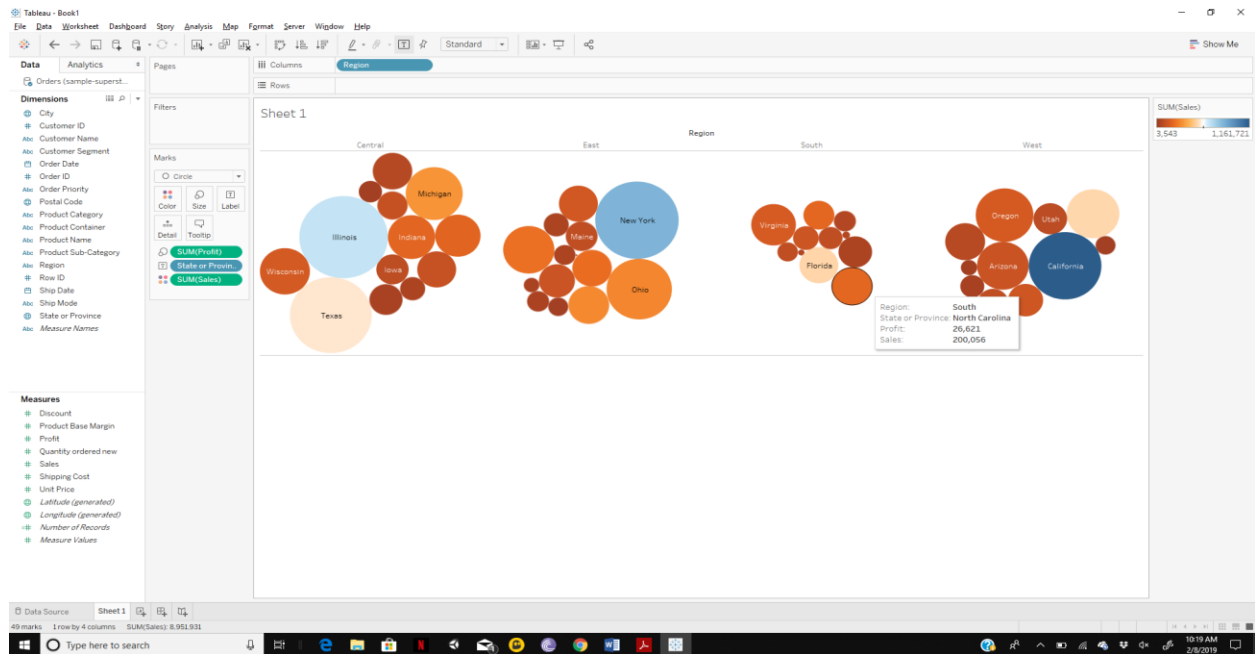 Tableau - Book1
File Data Worksheet Dashboard Story Analysis Map Format Server Window Help
Standard
Show Me
Data Analytics
Pages
Columns
Region
Orders (sample-superst...
Rows
Dimensions
City
Customer ID
Customer Name
Customer Segment
Order Date
Order ID
Order Priority
Postal Code
Product Category
Product Container
Product Name
Product Sub-Category
Region
Row ID
Ship Date
Ship Mode
State or Province
Measure Names
Measures
Discount
Product Base Margin
Profit
Quantity ordered new
Sales
Shipping Cost
Unit Price
Latitude (generated)
Longitude (generated)
Number of Records
Measure Values
Filters
Marks
Circle
Color Size Label
Detail Tooltip
SUM(Profit)
State or Provin..
SUM(Sales)
Sheet 1
Region
Central East South West
Michigan
Illinois
Indiana
Wisconsin
Iowa
Texas
New York
Maine
Ohio
Virginia
Florida
Oregon
Utah
Arizona
California
Region: South
State or Province: North Carolina
Profit: 26,621
Sales: 200,056
SUM(Sales)
3,543 1,161,721
Data Source Sheet 1
49 marks 1 row by 4 columns SUM(Sales): 8,951,931
Type here to search
10:19 AM
2/8/2019